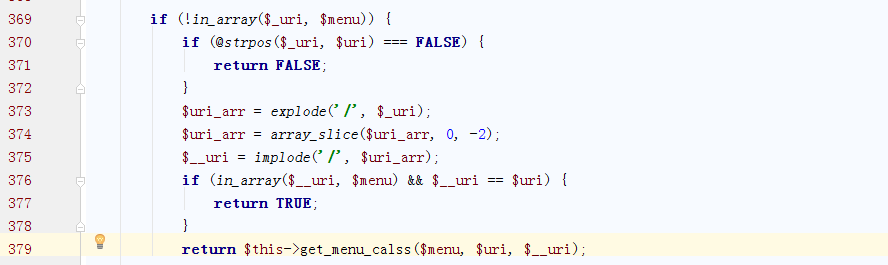 369 if (!in_array($_uri, $menu)) {
370 if (@strpos($_uri, $uri) === FALSE) {
371 return FALSE;
372 }
373 $uri_arr = explode('/', $_uri);
374 $uri_arr = array_slice($uri_arr, 0, -2);
375 $__uri = implode('/', $uri_arr);
376 if (in_array($__uri, $menu) && $__uri == $uri) {
377 return TRUE;
378 }
379 return $this->get_menu_calss($menu, $uri, $__uri);